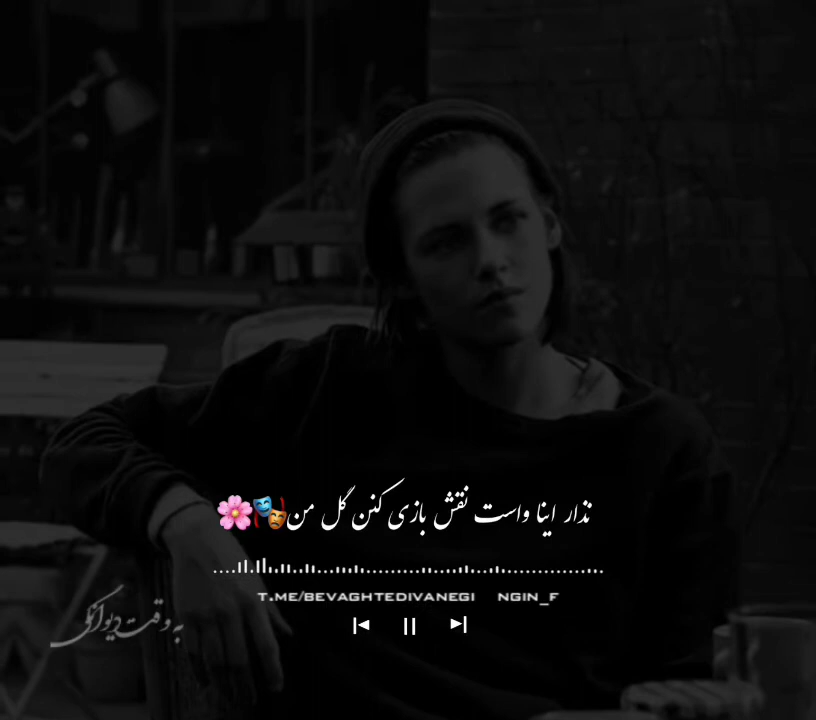 نذار اینا واست نقش بازی کنن گل من🎭🌸
T.ME/BEVAGHTEDIVANEGI NGIN_F
به وقت دیوانگی